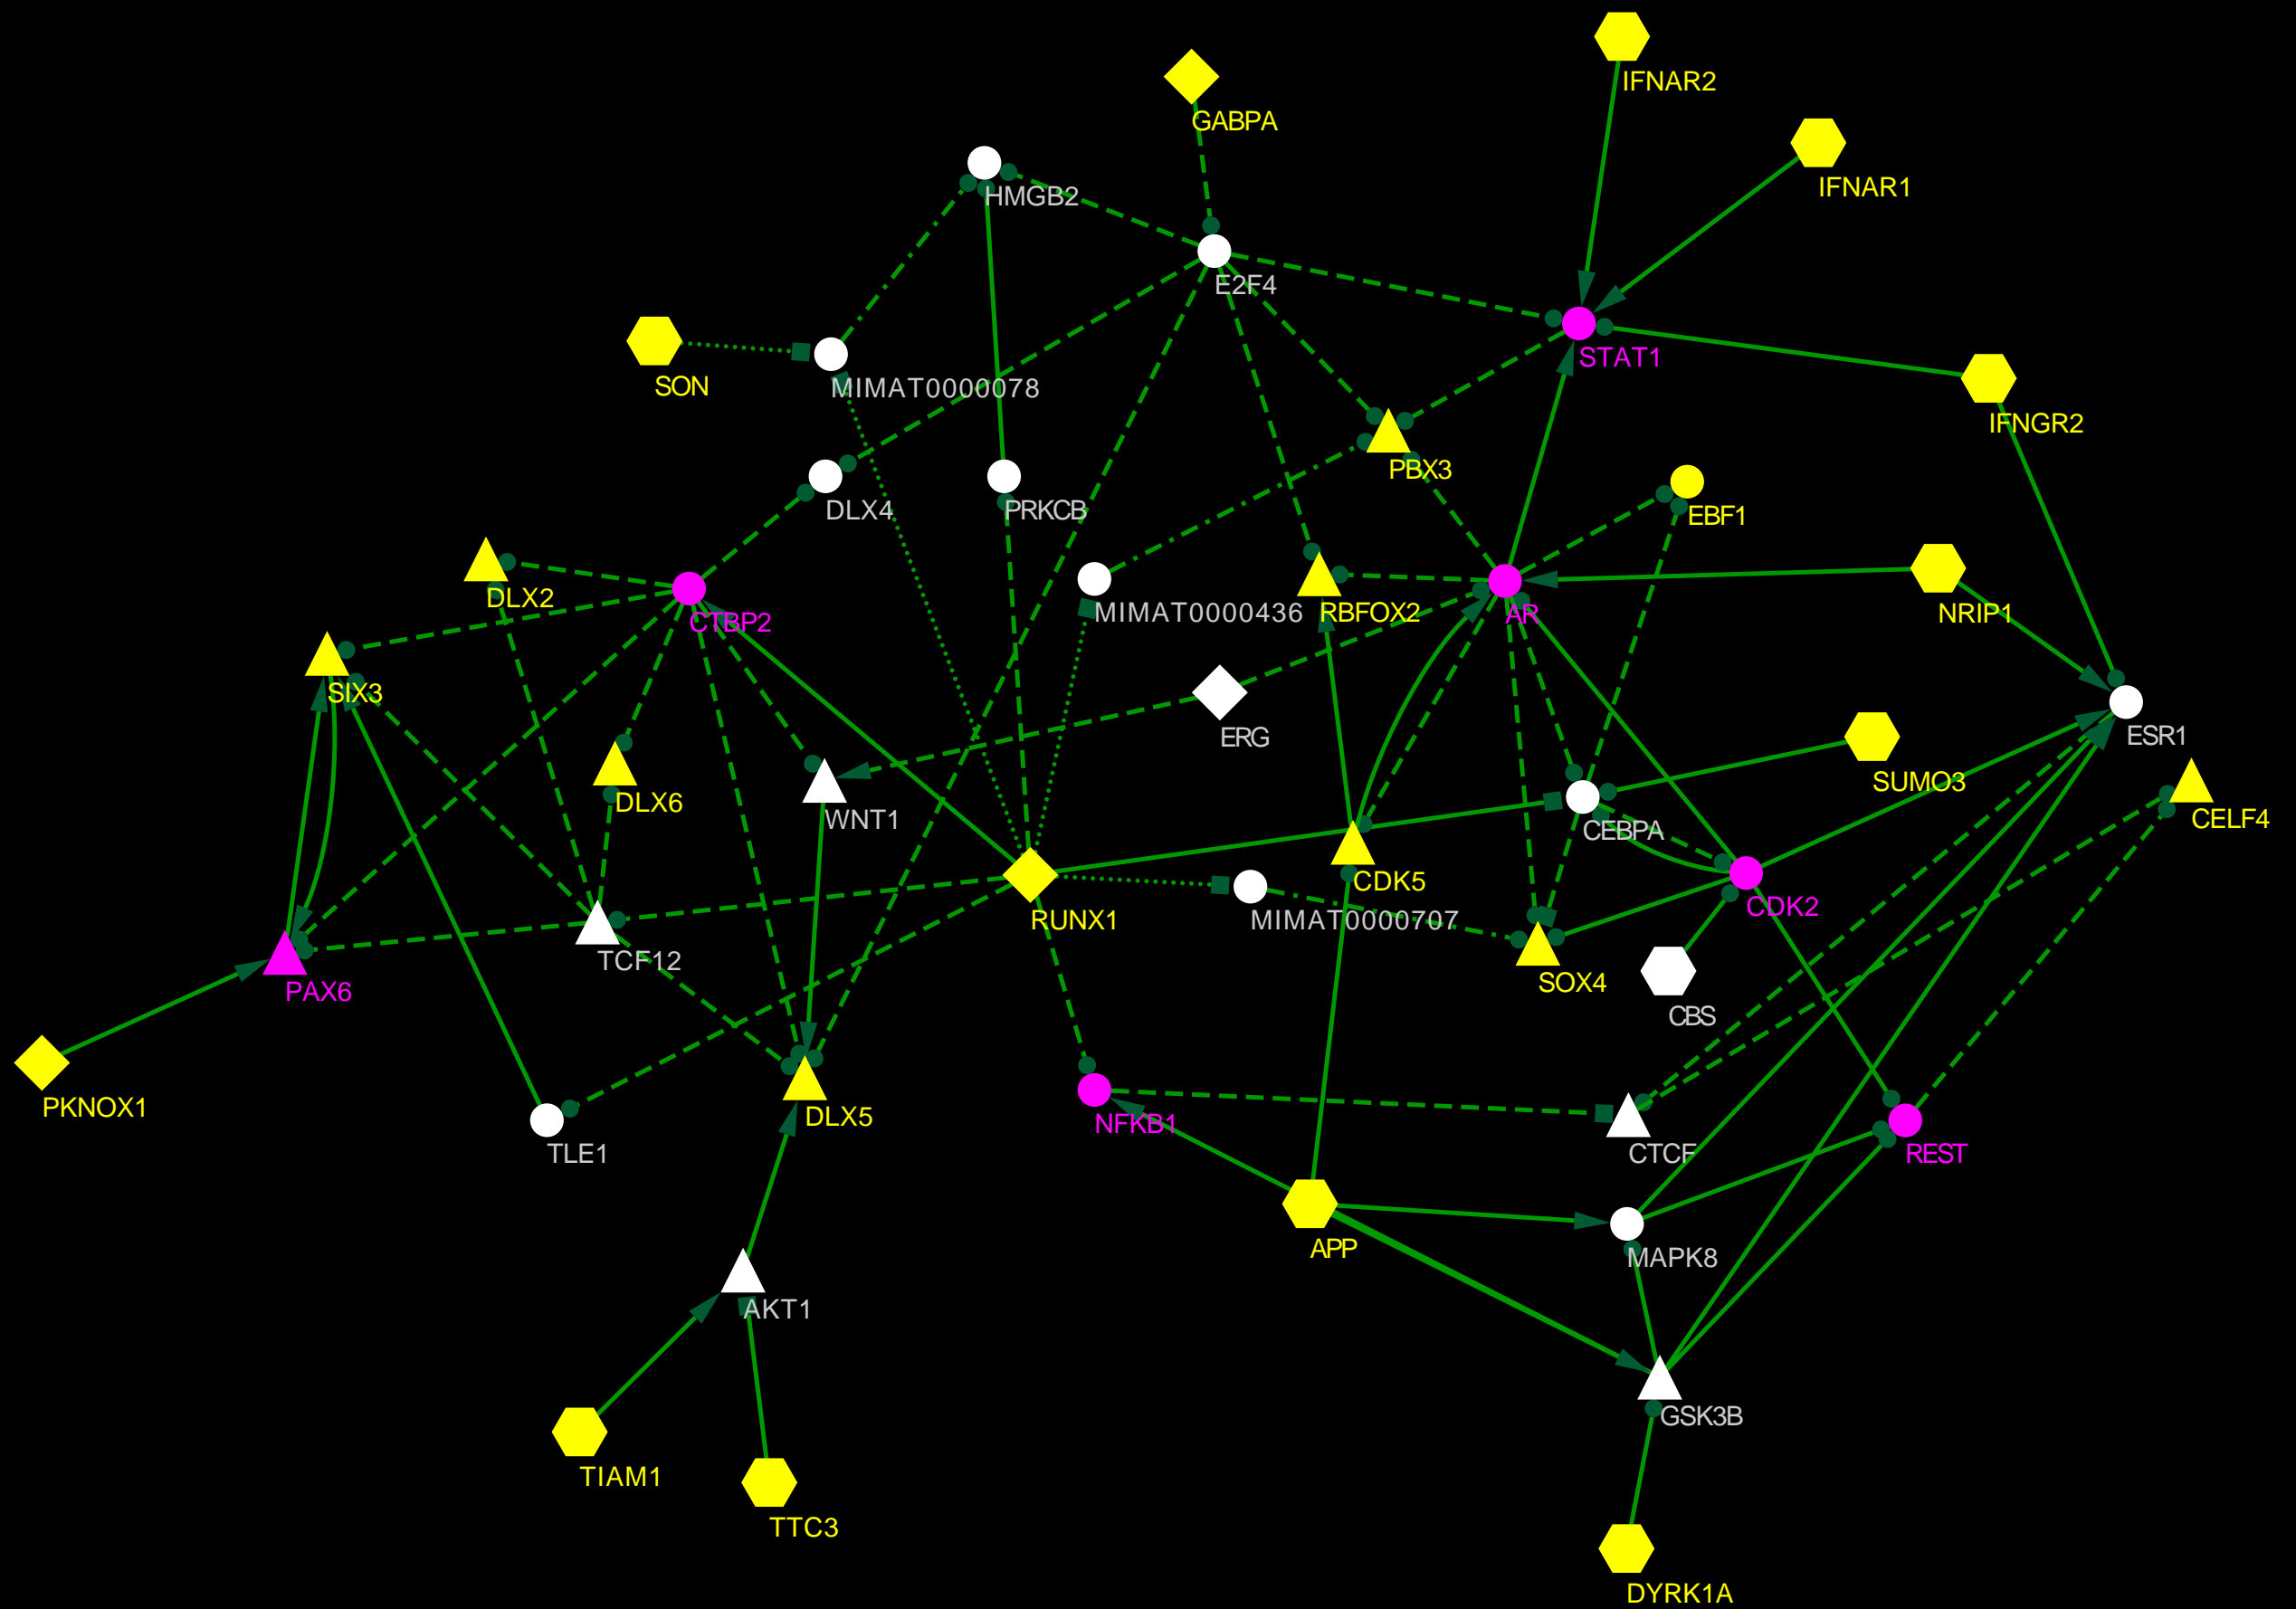 IFNAR2
GABPA
IFNAR1
HMGB2
E2F4
STAT1
SON
MIMAT0000078
IFNGR2
PBX3
DLX4
PRKCB
EBF1
DLX2
MIMAT0000436
RBFOX2
AR
NRIP1
CTBP2
SIX3
ERG
ESR1
DLX6
WNT1
SUMO3
CELF4
CEBPA
CDK5
RUNX1
MIMAT0000707
CDK2
TCF12
SOX4
PAX6
CBS
PKNOX1
DLX5
NFKB1
TLE1
CTCF
REST
APP
MAPK8
AKT1
GSK3B
TIAM1
TTC3
DYRK1A